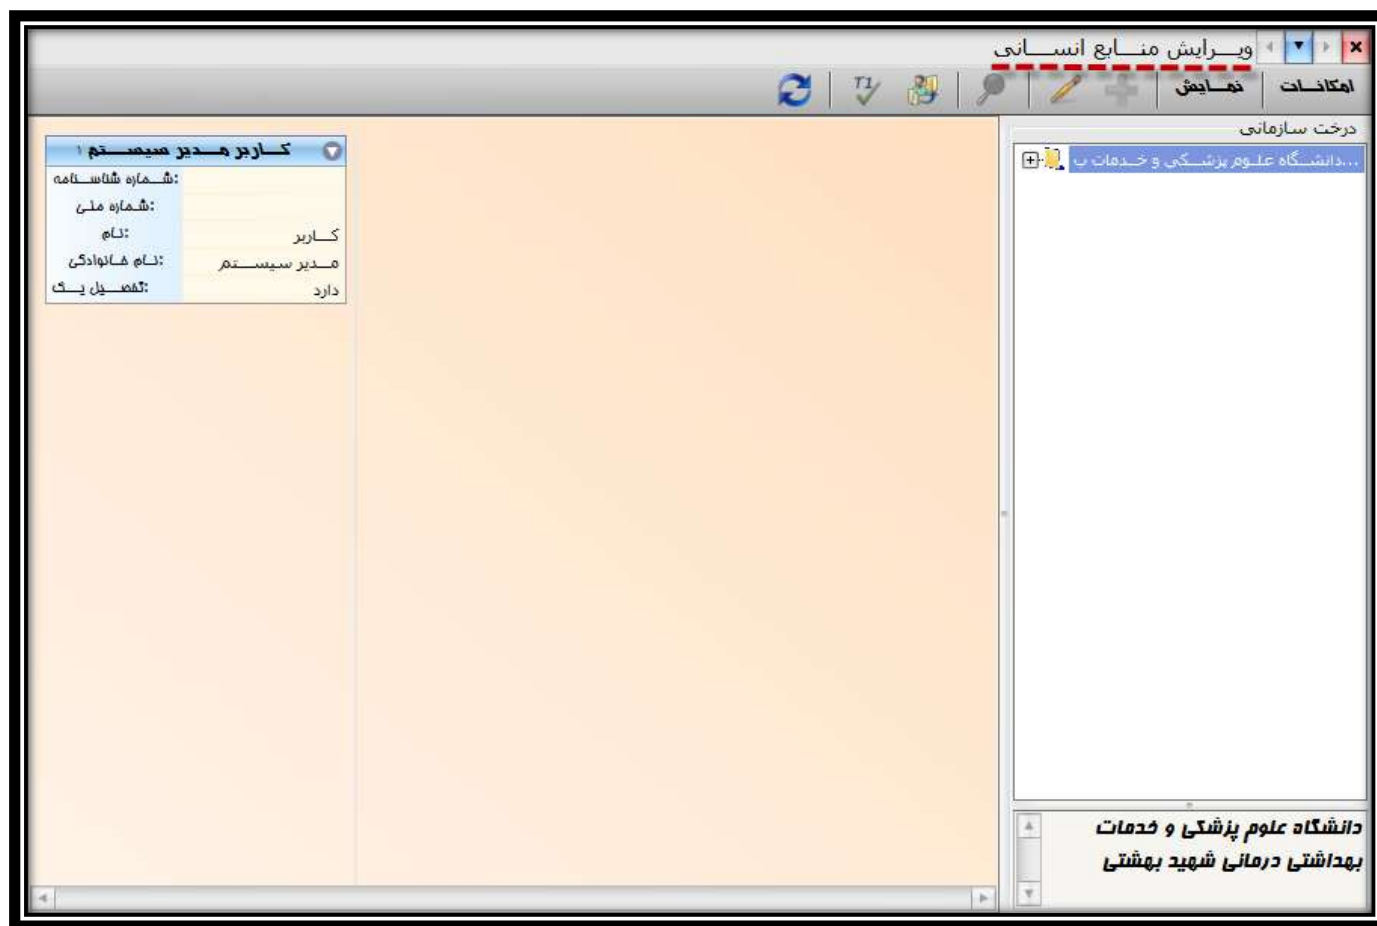 ویرایش منابع انسانی
امکانات نمایش T1
درخت سازمانی
دانشگاه علوم پزشکی و خدمات ب...
کاربر مدیر سیستم ۱
شماره شناسنامه:
شماره ملی:
نام: کاربر
نام خانوادگی: مدیر سیستم
تفصیل یک: دارد
دانشگاه علوم پزشکی و خدمات
بهداشتی درمانی شهید بهشتی